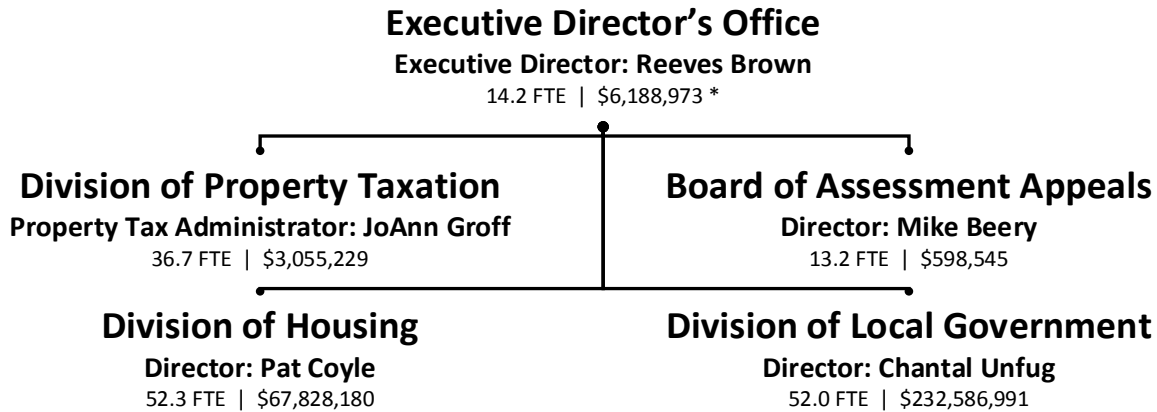 Executive Director’s Office
Executive Director: Reeves Brown
14.2 FTE | $6,188,973 *
Division of Property Taxation
Property Tax Administrator: JoAnn Groff
36.7 FTE | $3,055,229
Board of Assessment Appeals
Director: Mike Beery
13.2 FTE | $598,545
Division of Housing
Director: Pat Coyle
52.3 FTE | $67,828,180
Division of Local Government
Director: Chantal Unfug
52.0 FTE | $232,586,991